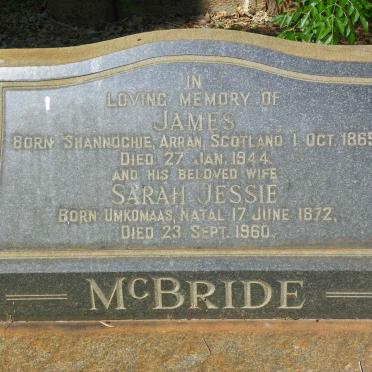 IN
LOVING MEMORY OF
JAMES
BORN SHANNOCHIE, ARRAN, SCOTLAND 1 OCT. 1865
DIED 27 JAN. 1944.
AND HIS BELOVED WIFE
SARAH JESSIE
BORN UMKOMAAS, NATAL 17 JUNE 1872,
DIED 23 SEPT. 1960.
MCBRIDE